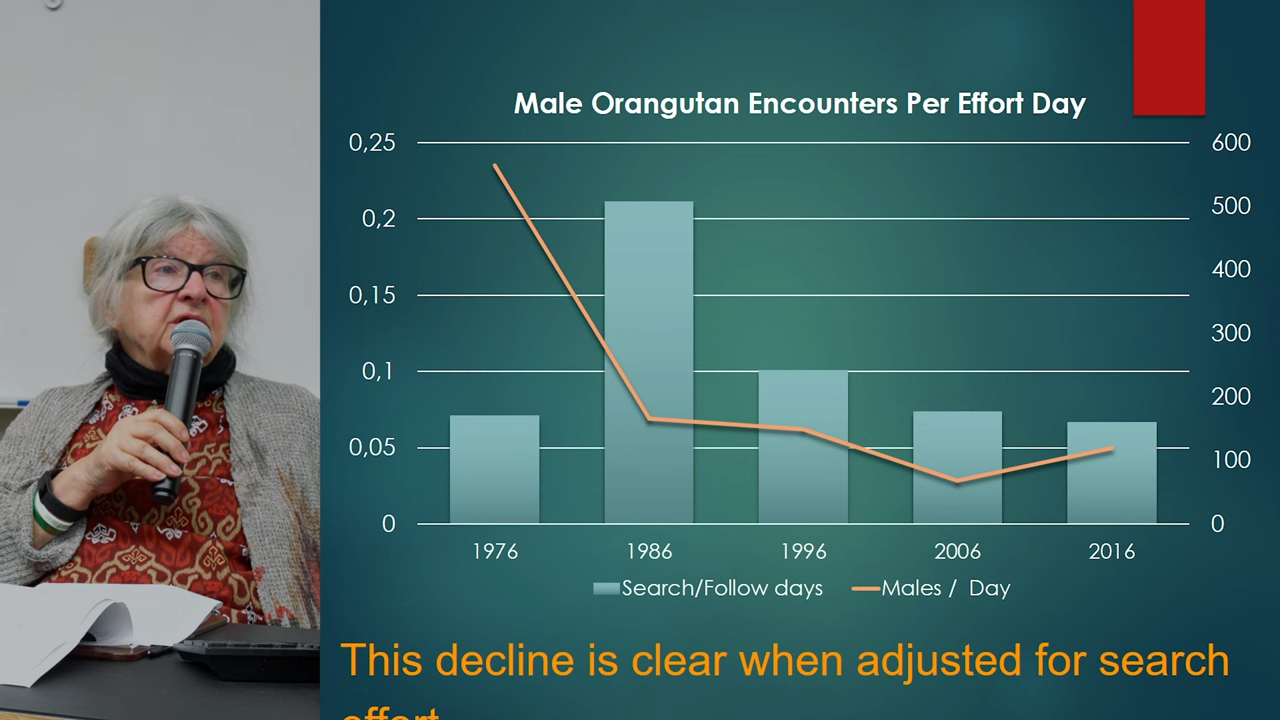 Male Orangutan Encounters Per Effort Day
0,25
0,2
0,15
0,1
0,05
0
600
500
400
300
200
100
0
1976 1986 1996 2006 2016
Search/Follow days Males / Day
This decline is clear when adjusted for search
effort